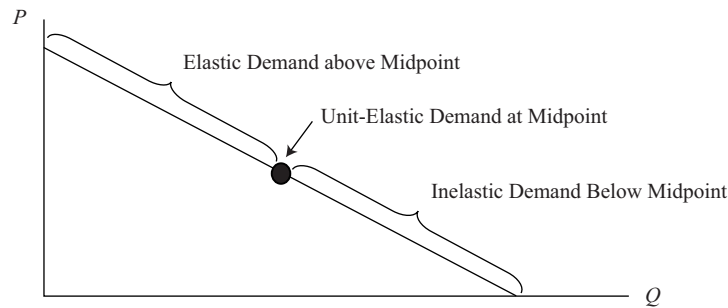 P
Elastic Demand above Midpoint
Unit-Elastic Demand at Midpoint
Inelastic Demand Below Midpoint
Q